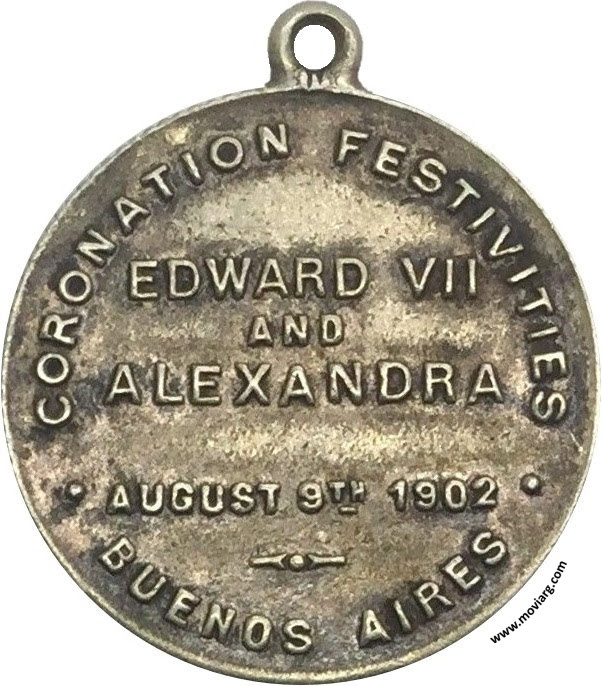 CORONATION FESTIVITIES
EDWARD VII
AND
ALEXANDRA
• AUGUST 9TH 1902 •
BUENOS AIRES
www.moviarg.com